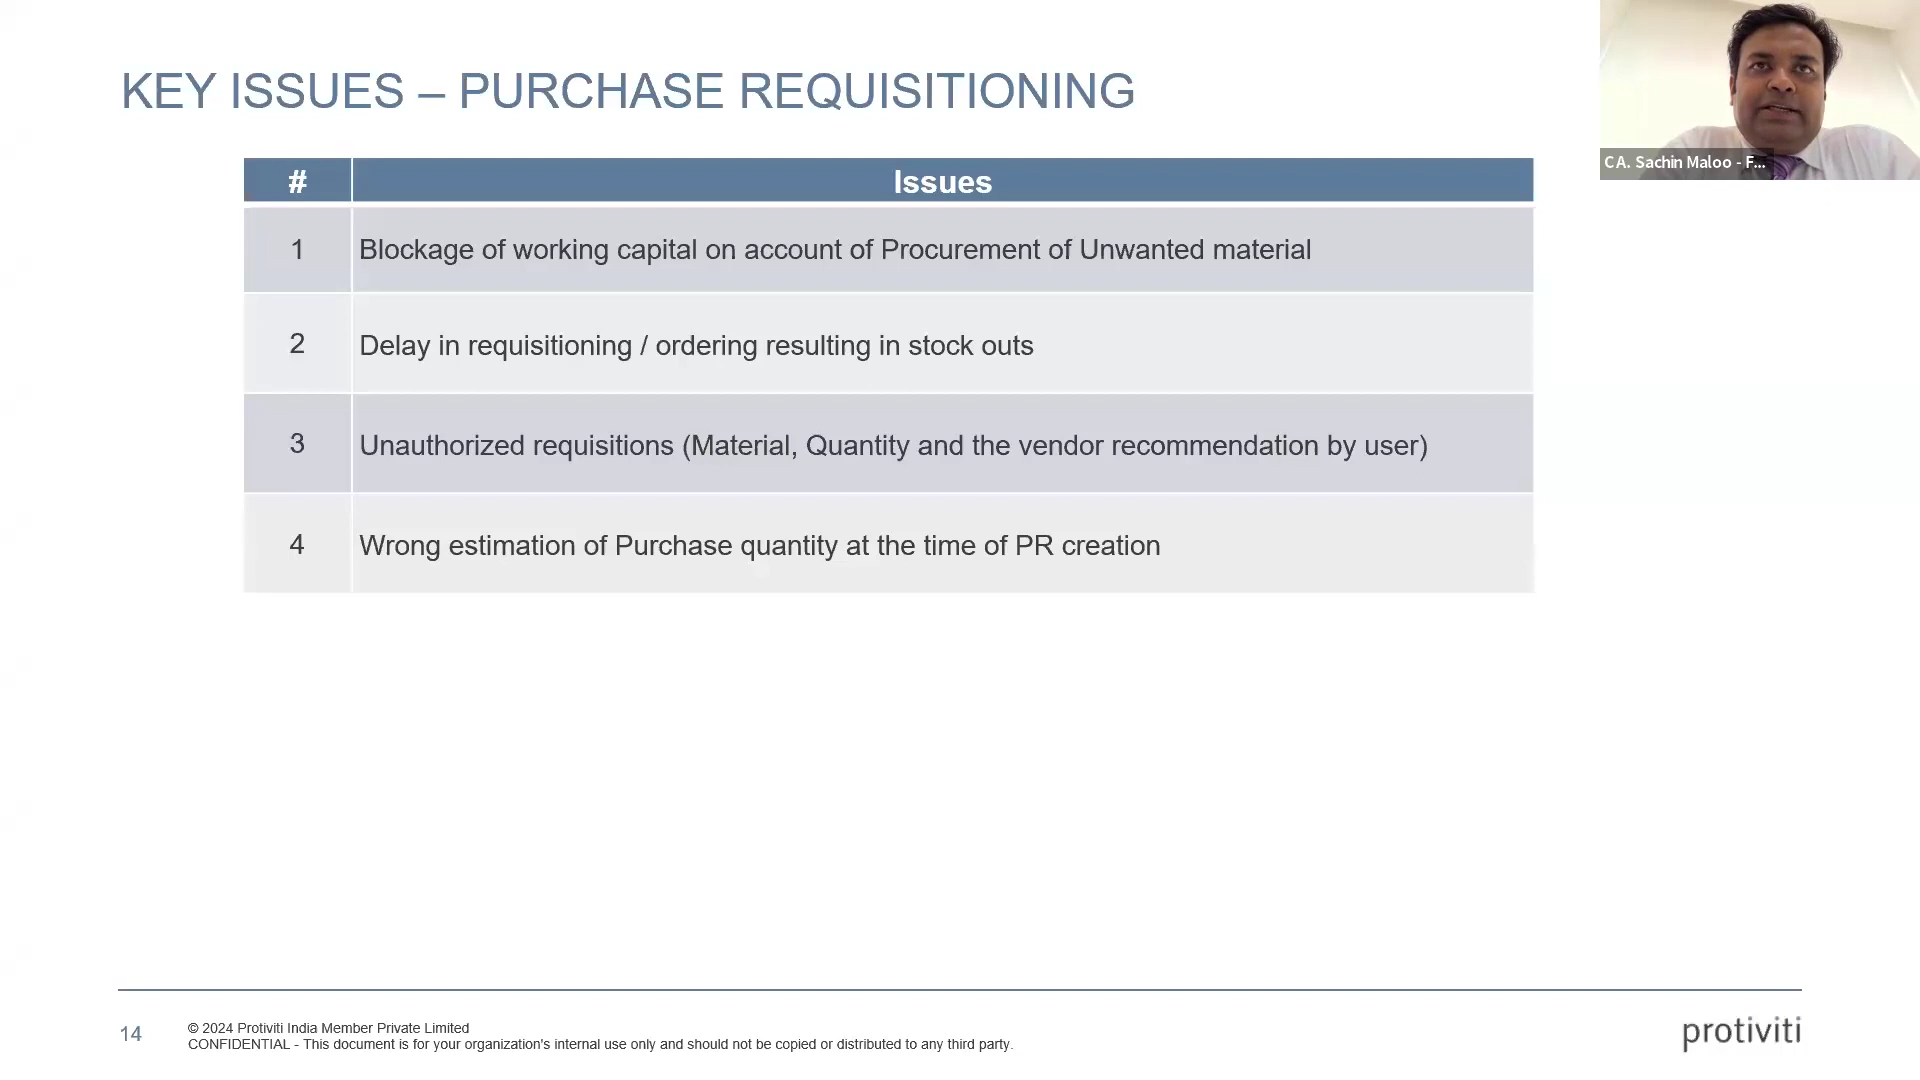 KEY ISSUES – PURCHASE REQUISITIONING
CA. Sachin Maloo - F...
# Issues
1 Blockage of working capital on account of Procurement of Unwanted material
2 Delay in requisitioning / ordering resulting in stock outs
3 Unauthorized requisitions (Material, Quantity and the vendor recommendation by user)
4 Wrong estimation of Purchase quantity at the time of PR creation
14
© 2024 Protiviti India Member Private Limited
CONFIDENTIAL - This document is for your organization's internal use only and should not be copied or distributed to any third party.
protiviti